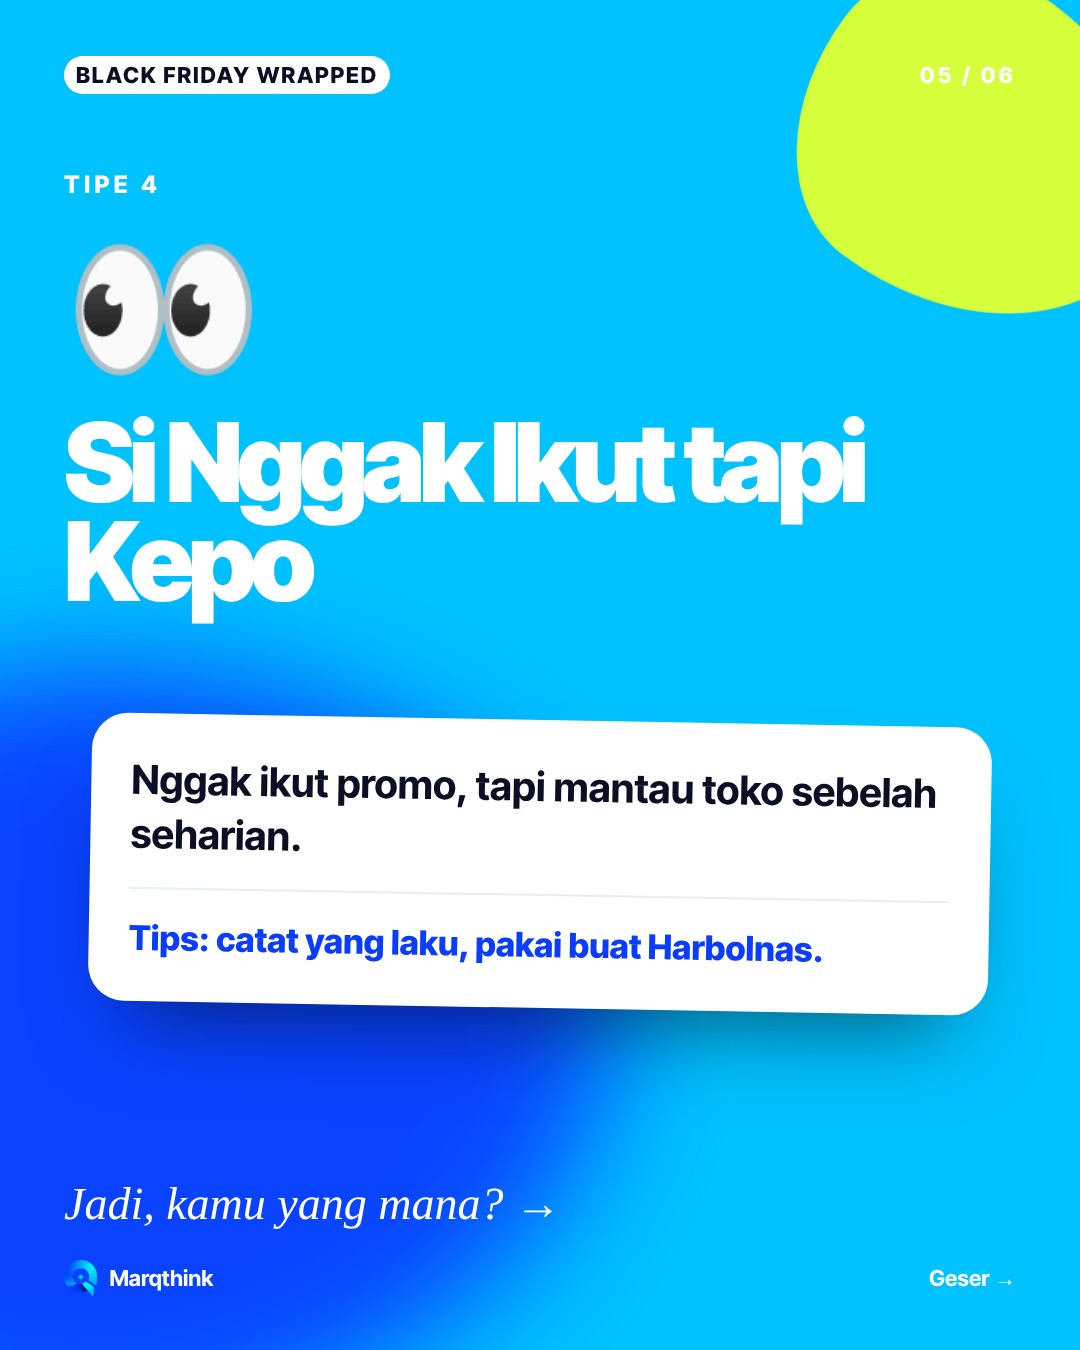 BLACK FRIDAY WRAPPED
05 / 06
TIPE 4
Si Nggak Ikut tapi
Kepo
Nggak ikut promo, tapi mantau toko sebelah
seharian.
Tips: catat yang laku, pakai buat Harbolnas.
Jadi, kamu yang mana? →
Marqthink
Geser →